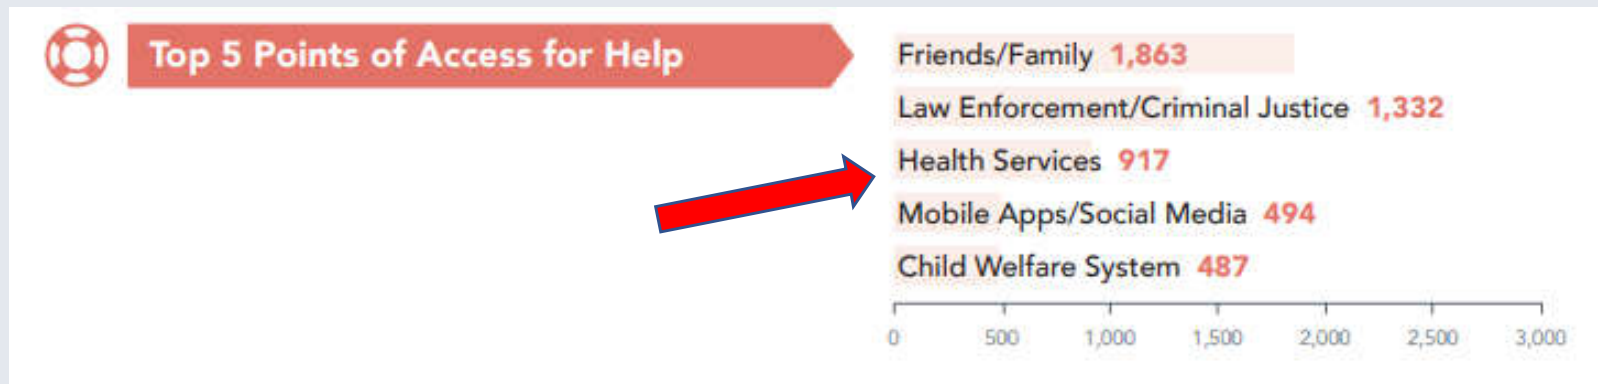 Top 5 Points of Access for Help
Friends/Family 1,863
Law Enforcement/Criminal Justice 1,332
Health Services 917
Mobile Apps/Social Media 494
Child Welfare System 487
0 500 1,000 1,500 2,000 2,500 3,000